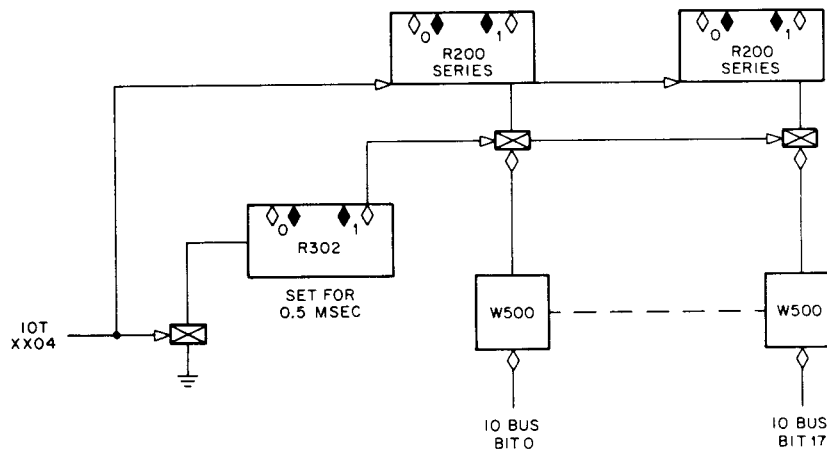 0 1
R200
SERIES
0 1
R200
SERIES
0 1
R302
SET FOR
0.5 MSEC
IOT
XX04
W500
W500
IO BUS
BIT 0
IO BUS
BIT 17